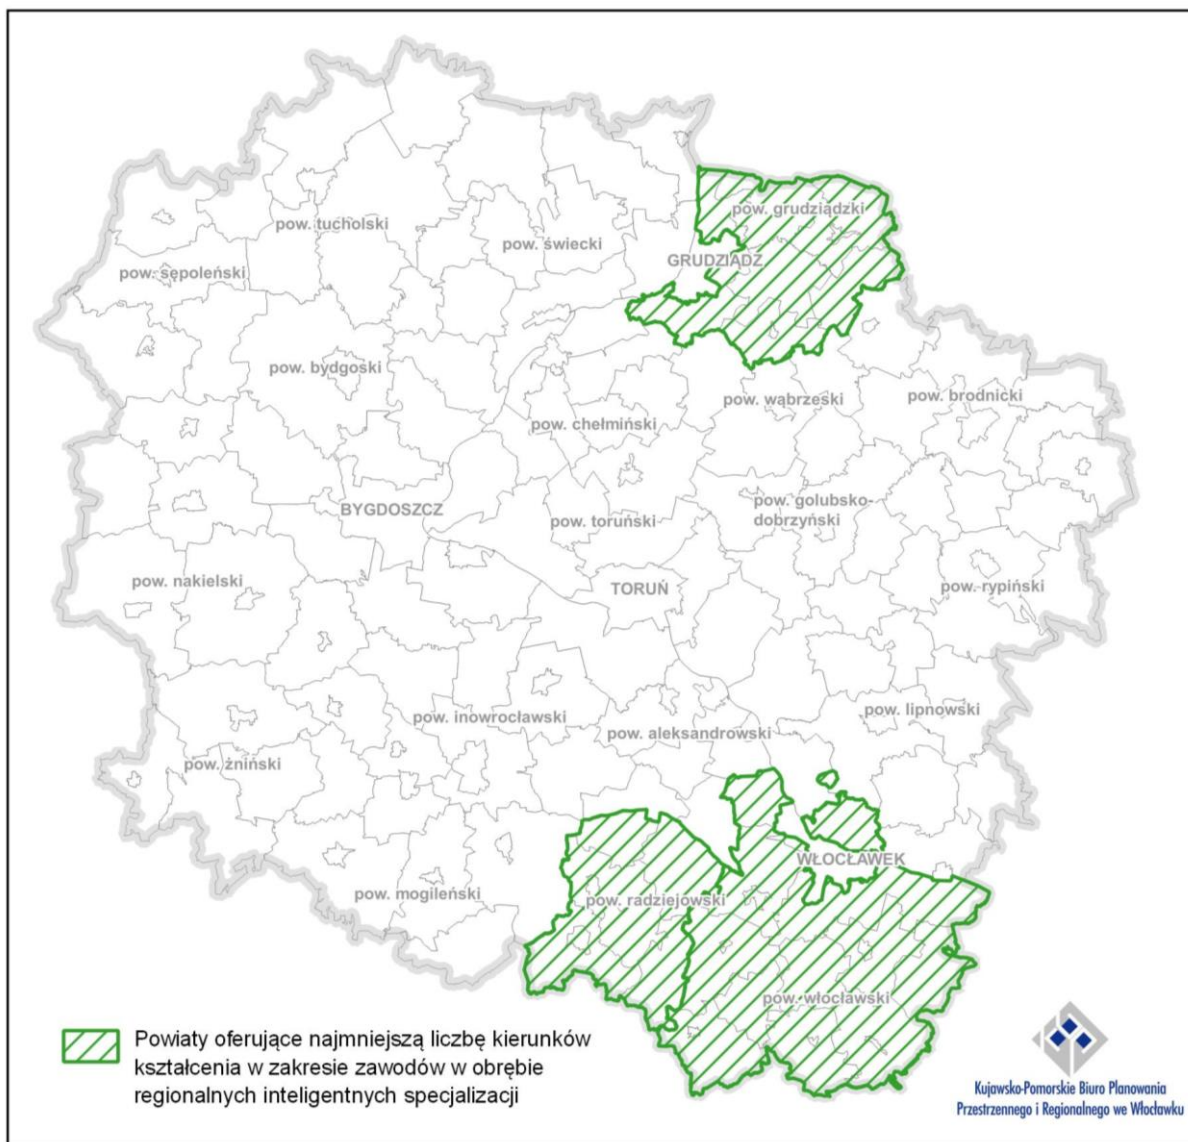 pow. grudziądzki
pow. tucholski
pow. świecki
GRUDZIĄDZ
pow. sępoleński
pow. bydgoski
pow. wąbrzeski
pow. brodnicki
pow. chełmiński
pow. golubsko-
dobrzyński
BYDGOSZCZ
pow. toruński
pow. nakielski
TORUŃ
pow. rypiński
pow. lipnowski
pow. inowrocławski
pow. aleksandrowski
pow. żniński
WŁOCŁAWEK
pow. mogileński
pow. radziejowski
pow. włocławski
Powiaty oferujące najmniejszą liczbę kierunków
kształcenia w zakresie zawodów w obrębie
regionalnych inteligentnych specjalizacji
Kujawsko-Pomorskie Biuro Planowania
Przestrzennego i Regionalnego we Włocławku